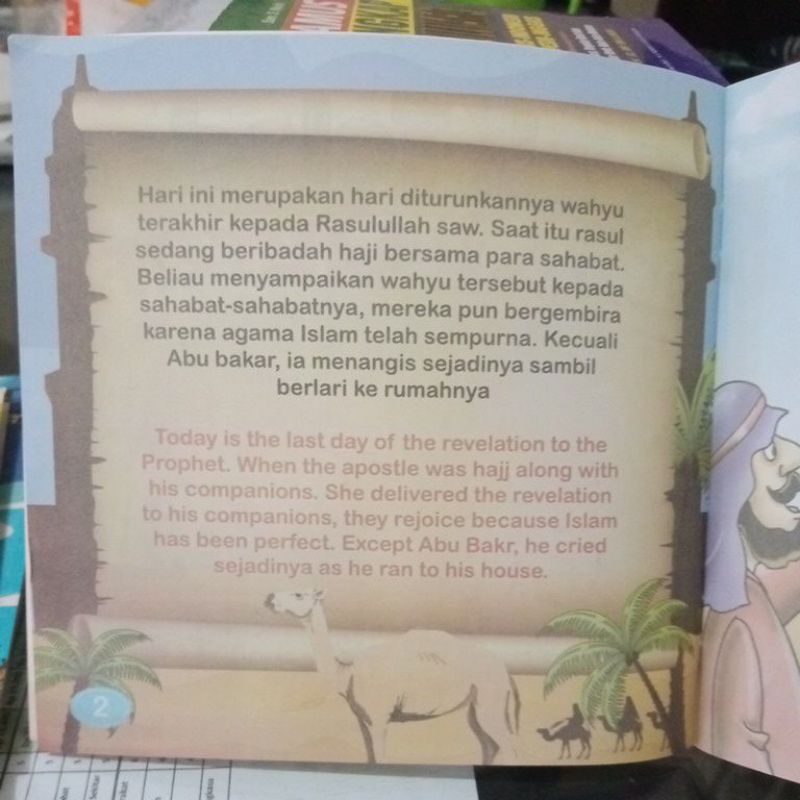 Hari ini merupakan hari diturunkannya wahyu
terakhir kepada Rasulullah saw. Saat itu rasul
sedang beribadah haji bersama para sahabat.
Beliau menyampaikan wahyu tersebut kepada
sahabat-sahabatnya, mereka pun bergembira
karena agama Islam telah sempurna. Kecuali
Abu bakar, ia menangis sejadinya sambil
berlari ke rumahnya
Today is the last day of the revelation to the
Prophet. When the apostle was hajj along with
his companions. She delivered the revelation
to his companions, they rejoice because Islam
has been perfect. Except Abu Bakr, he cried
sejadinya as he ran to his house.
2